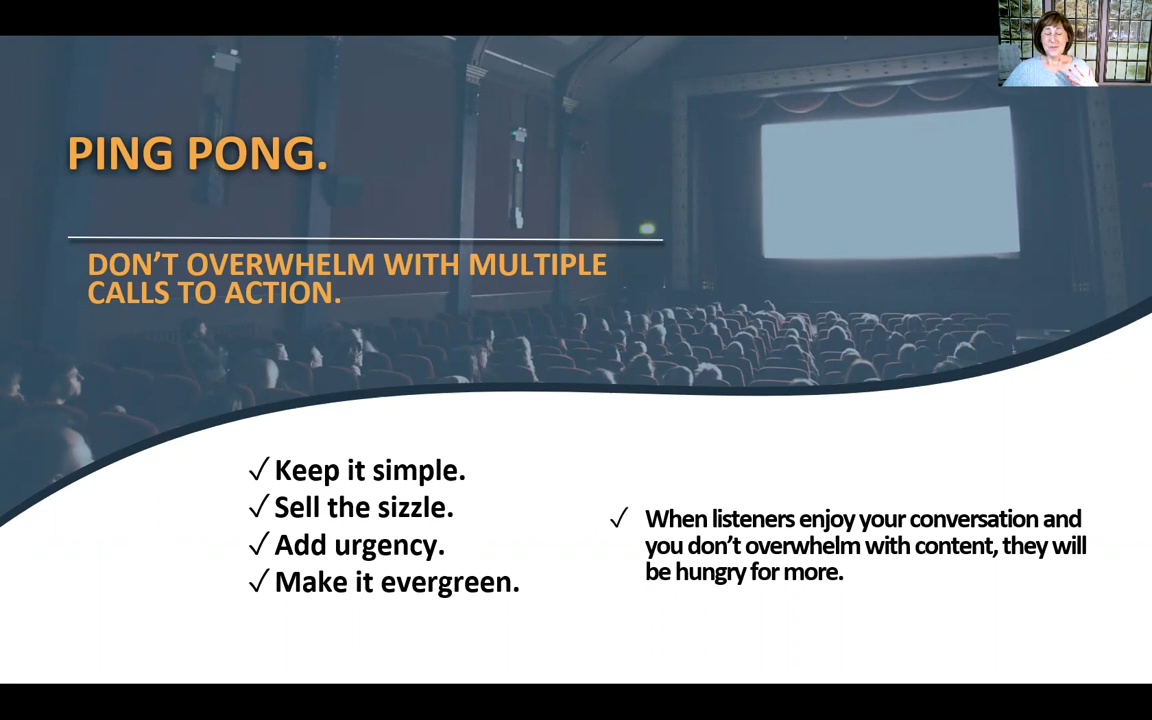 PING PONG.
DON’T OVERWHELM WITH MULTIPLE
CALLS TO ACTION.
✓ Keep it simple.
✓ Sell the sizzle.
✓ Add urgency.
✓ Make it evergreen.
✓ When listeners enjoy your conversation and
you don’t overwhelm with content, they will
be hungry for more.